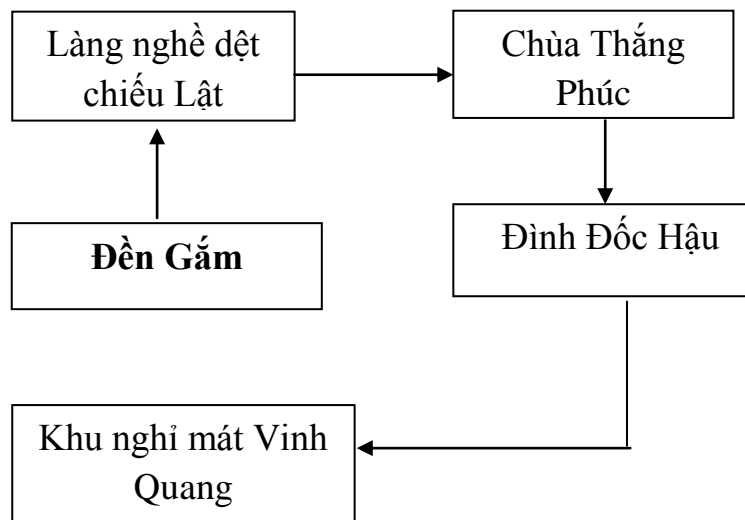 Làng nghề dệt
chiếu Lật
Chùa Thắng
Phúc
Đền Gắm
Đình Đốc Hậu
Khu nghỉ mát Vinh
Quang